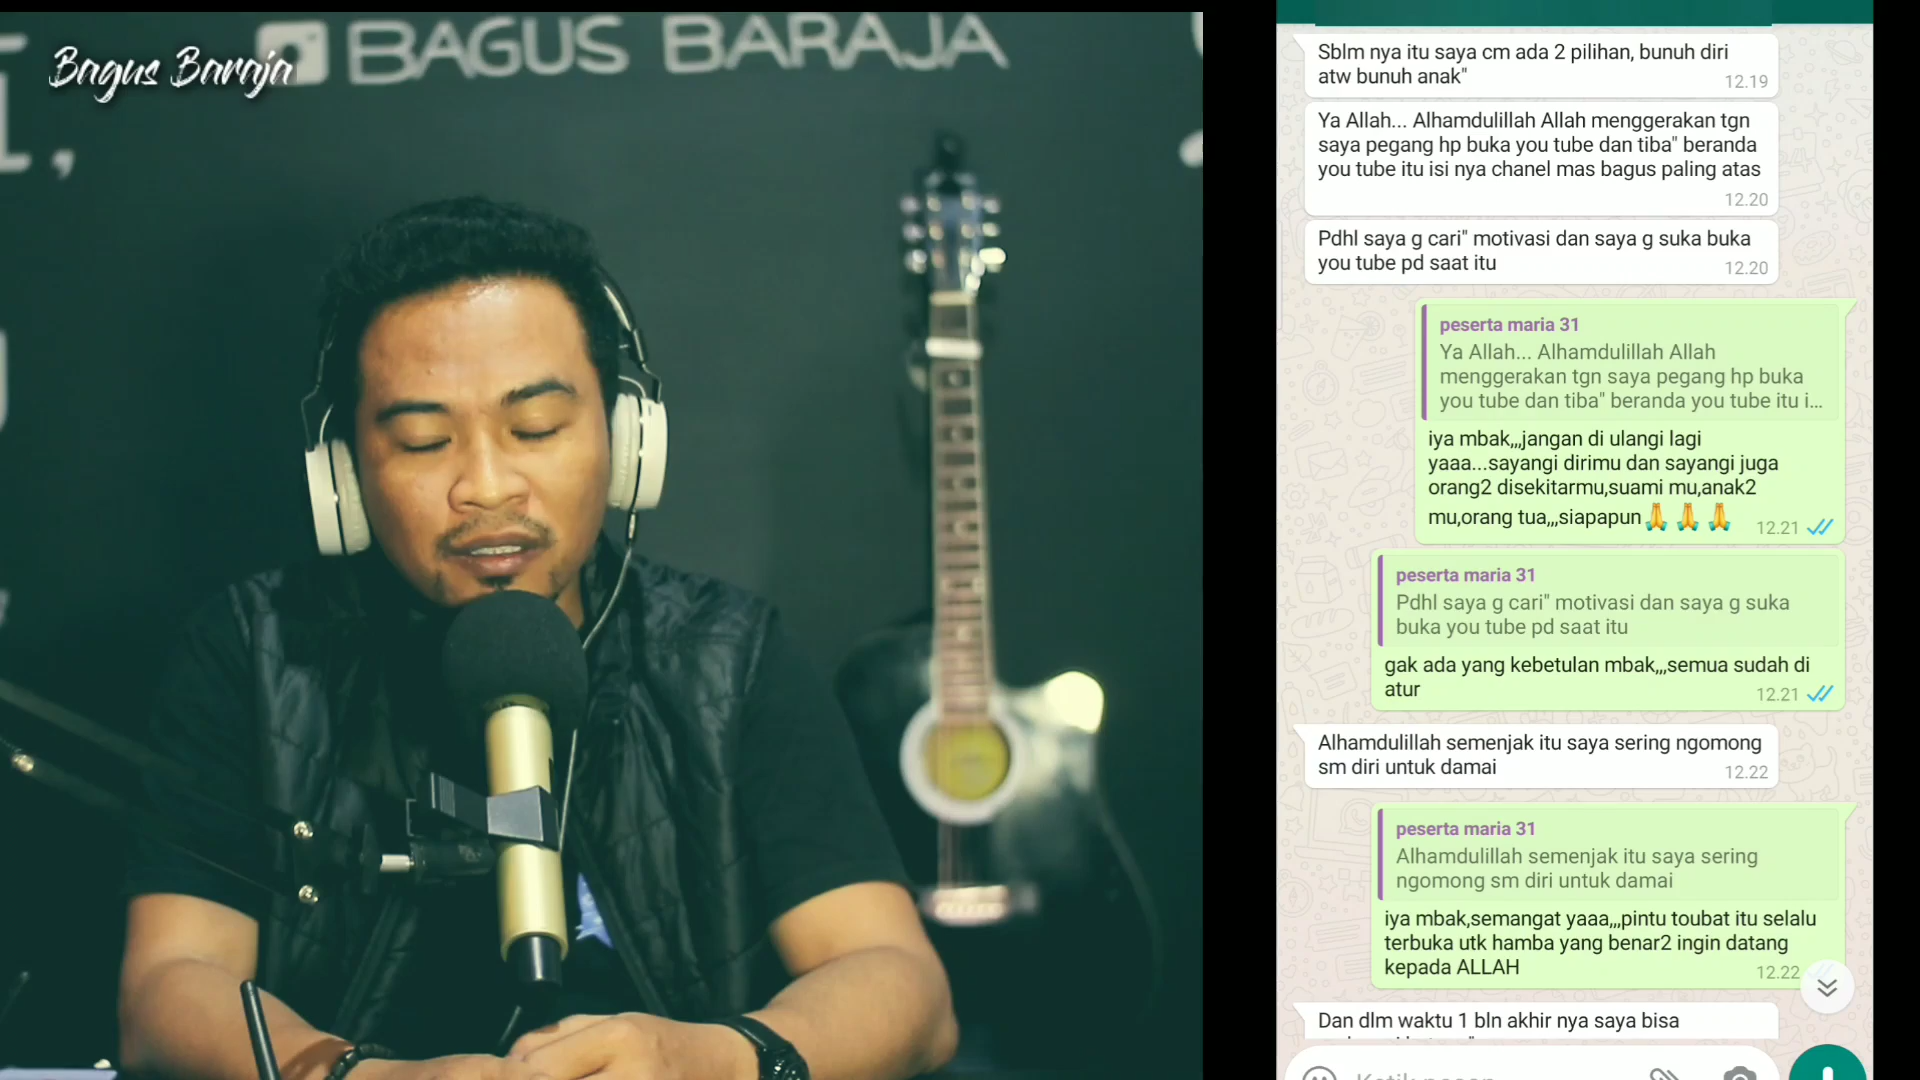 Bagus Baraja
BAGUS BARAJA
Sblm nya itu saya cm ada 2 pilihan, bunuh diri
atw bunuh anak"
12.19
Ya Allah... Alhamdulillah Allah menggerakan tgn
saya pegang hp buka you tube dan tiba" beranda
you tube itu isi nya chanel mas bagus paling atas
12.20
Pdhl saya g cari" motivasi dan saya g suka buka
you tube pd saat itu
12.20
peserta maria 31
Ya Allah... Alhamdulillah Allah
menggerakan tgn saya pegang hp buka
you tube dan tiba" beranda you tube itu i...
iya mbak,,,jangan di ulangi lagi
yaaa...sayangi dirimu dan sayangi juga
orang2 disekitarmu,suami mu,anak2
mu,orang tua,,,siapapun🙏 🙏 🙏
12.21
peserta maria 31
Pdhl saya g cari" motivasi dan saya g suka
buka you tube pd saat itu
gak ada yang kebetulan mbak,,,semua sudah di
atur
12.21
Alhamdulillah semenjak itu saya sering ngomong
sm diri untuk damai
12.22
peserta maria 31
Alhamdulillah semenjak itu saya sering
ngomong sm diri untuk damai
iya mbak,semangat yaaa,,,pintu toubat itu selalu
terbuka utk hamba yang benar2 ingin datang
kepada ALLAH
12.22
Dan dlm waktu 1 bln akhir nya saya bisa